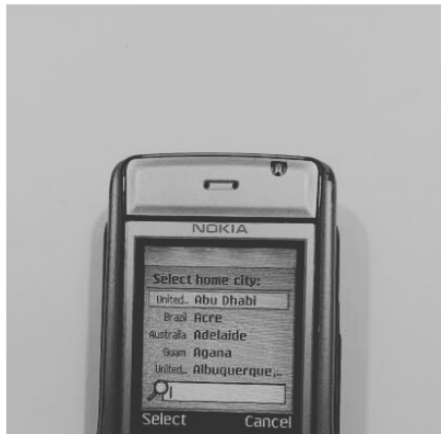 NOKIA
Select home city:
United.. Abu Dhabi
Brazil Acre
Australia Adelaide
Guam Agana
United.. Albuquerque,..
Select Cancel